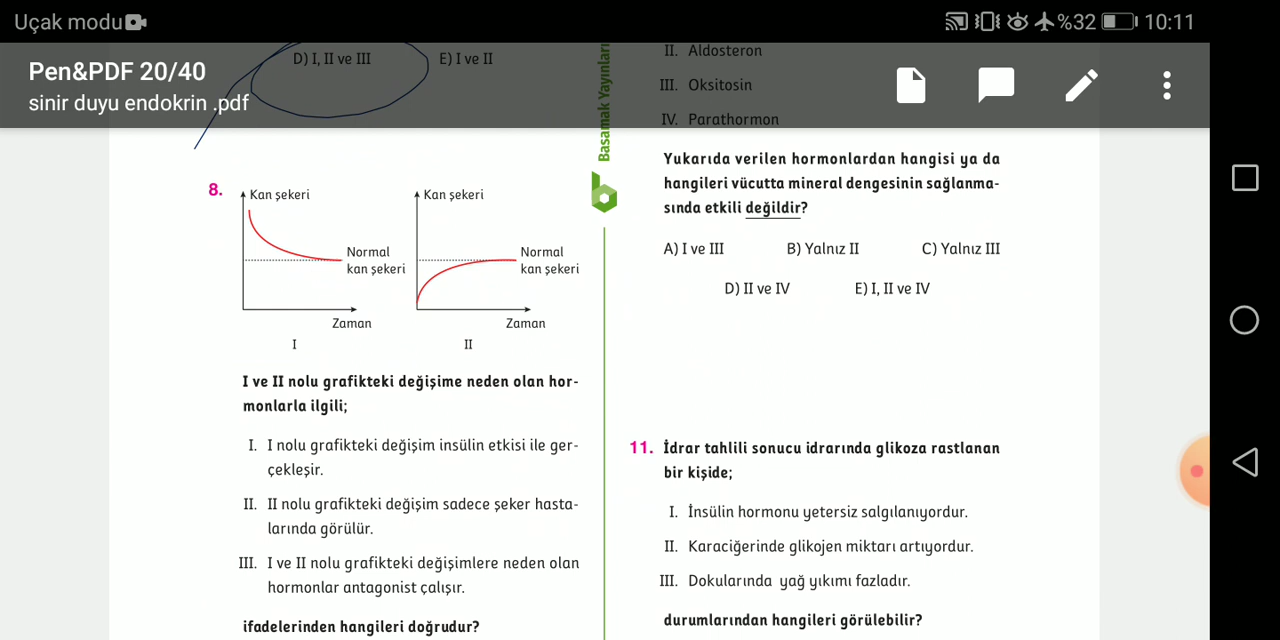 Uçak modu
%32
10:11
Pen&PDF 20/40
sinir duyu endokrin .pdf
D) I, II ve III
E) I ve II
Basamak Yayınları
8.
Kan şekeri
Normal
kan şekeri
Zaman
I
Kan şekeri
Normal
kan şekeri
Zaman
II
I ve II nolu grafikteki değişime neden olan hor-
monlarla ilgili;
I. I nolu grafikteki değişim insülin etkisi ile ger-
çekleşir.
II. II nolu grafikteki değişim sadece şeker hasta-
larında görülür.
III. I ve II nolu grafikteki değişimlere neden olan
hormonlar antagonist çalışır.
ifadelerinden hangileri doğrudur?
II. Aldosteron
III. Oksitosin
IV. Parathormon
Yukarıda verilen hormonlardan hangisi ya da
hangileri vücutta mineral dengesinin sağlanma-
sında etkili değildir?
A) I ve III
B) Yalnız II
C) Yalnız III
D) II ve IV
E) I, II ve IV
11. İdrar tahlili sonucu idrarında glikoza rastlanan
bir kişide;
I. İnsülin hormonu yetersiz salgılanıyordur.
II. Karaciğerinde glikojen miktarı artıyordur.
III. Dokularında yağ yıkımı fazladır.
durumlarından hangileri görülebilir?